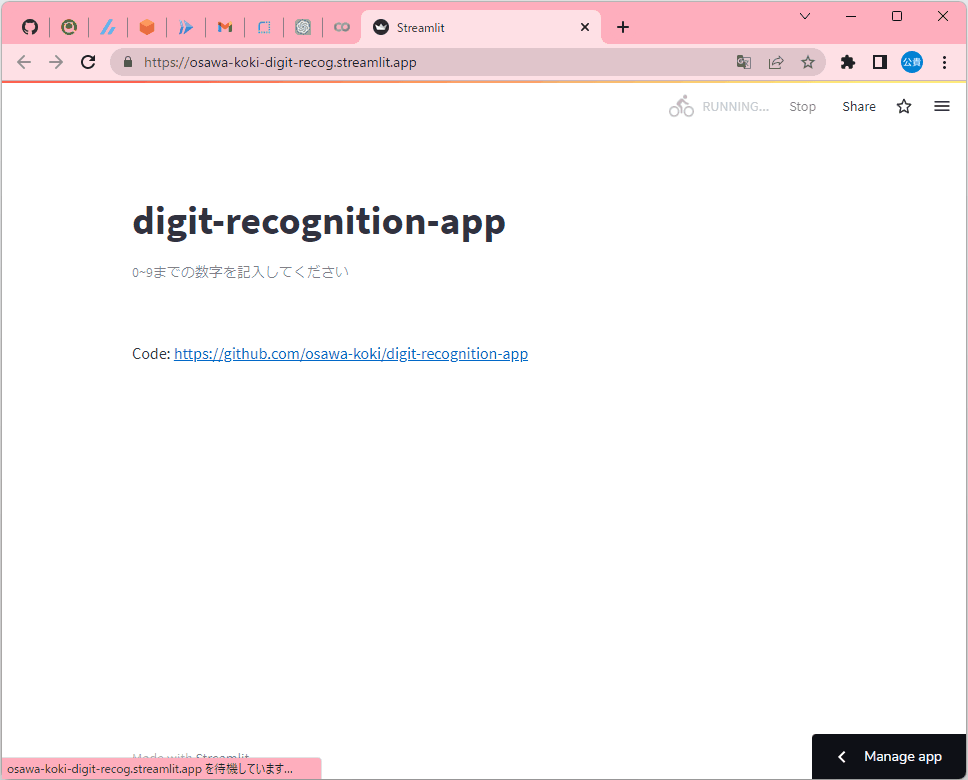 Streamlit
https://osawa-koki-digit-recog.streamlit.app
公貴
RUNNING...
Stop
Share
digit-recognition-app
0~9までの数字を記入してください
Code: https://github.com/osawa-koki/digit-recognition-app
Made with Streamlit
osawa-koki-digit-recog.streamlit.app を待機しています...
Manage app